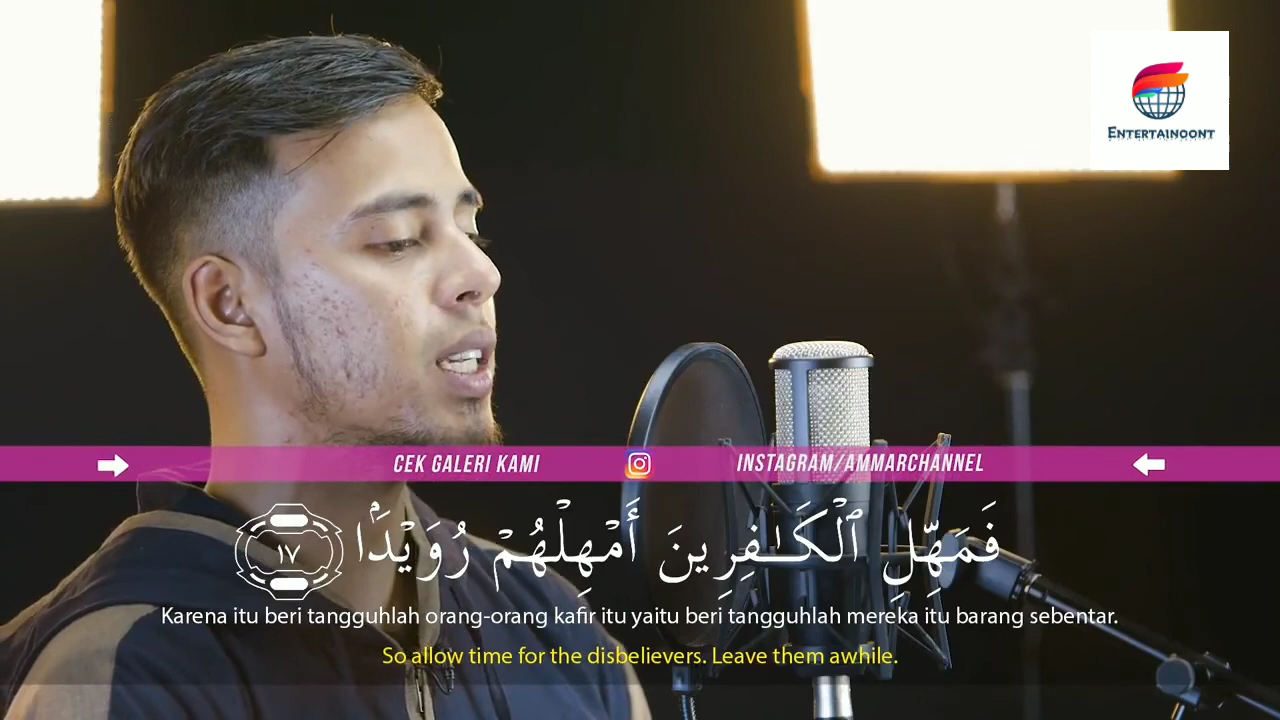 ENTERTAINOONT
CEK GALERI KAMI INSTAGRAM/AMMARCHANNEL
فَمَهِّلِ ٱلْكَـٰفِرِينَ أَمْهِلْهُمْ رُوَيْدًۢا ١٧
Karena itu beri tangguhlah orang-orang kafir itu yaitu beri tangguhlah mereka itu barang sebentar.
So allow time for the disbelievers. Leave them awhile.